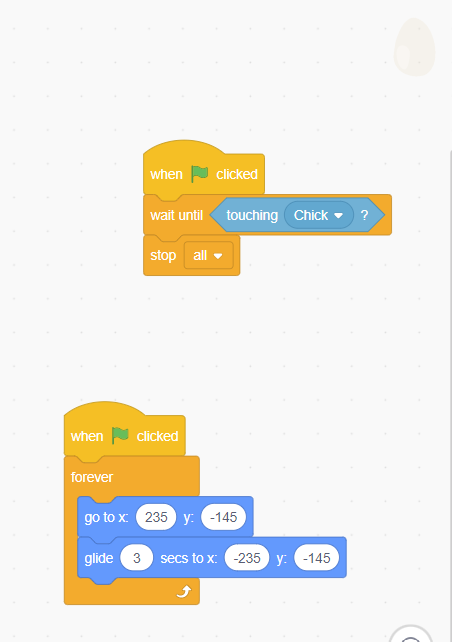 when clicked
wait until touching Chick ?
stop all
when clicked
forever
go to x: 235 y: -145
glide 3 secs to x: -235 y: -145